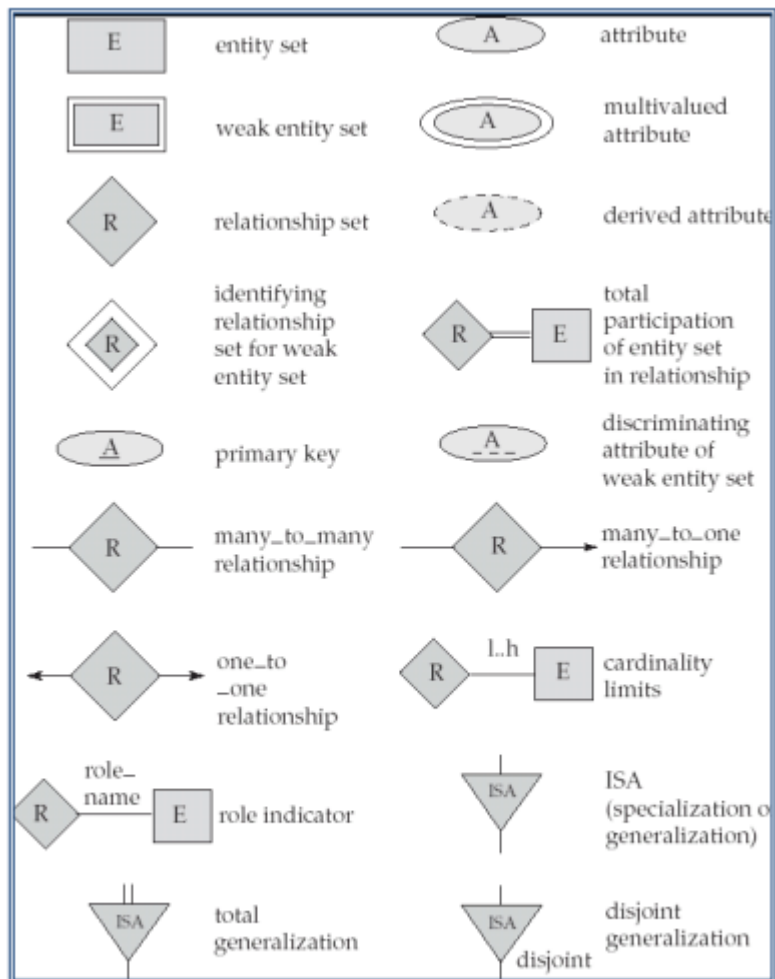 E
entity set
A
attribute
E
weak entity set
A
multivalued
attribute
R
relationship set
A
derived attribute
R
identifying
relationship
set for weak
entity set
R
E
total
participation
of entity set
in relationship
A
primary key
A
discriminating
attribute of
weak entity set
R
many_to_many
relationship
R
many_to_one
relationship
R
one_to
_one
relationship
R
l..h
E
cardinality
limits
R
role_
name
E
role indicator
ISA
ISA
(specialization o
generalization)
ISA
total
generalization
ISA
disjoint
disjoint
generalization